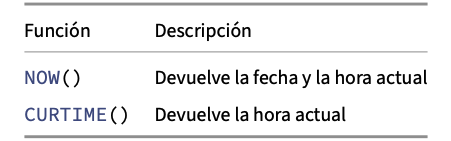 Función Descripción
NOW() Devuelve la fecha y la hora actual
CURTIME() Devuelve la hora actual